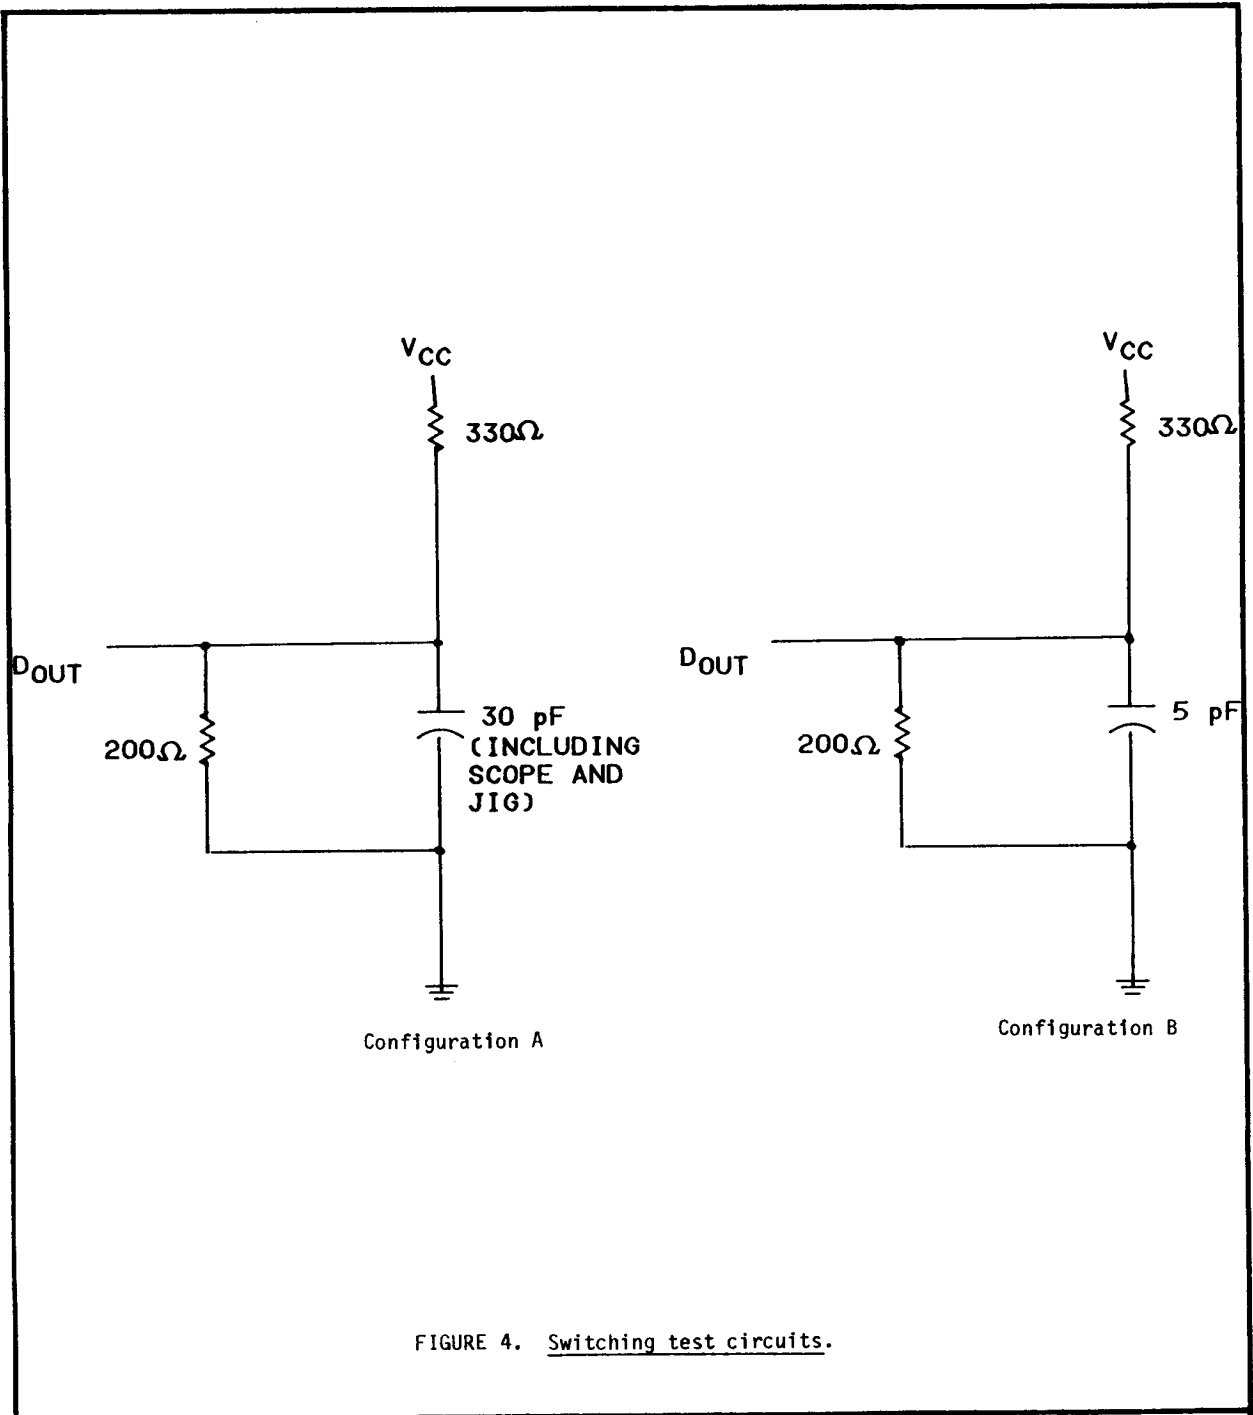 VCC
330Ω
DOUT
200Ω
30 pF
(INCLUDING
SCOPE AND
JIG)
Configuration A
VCC
330Ω
DOUT
200Ω
5 pF
Configuration B
FIGURE 4. Switching test circuits.